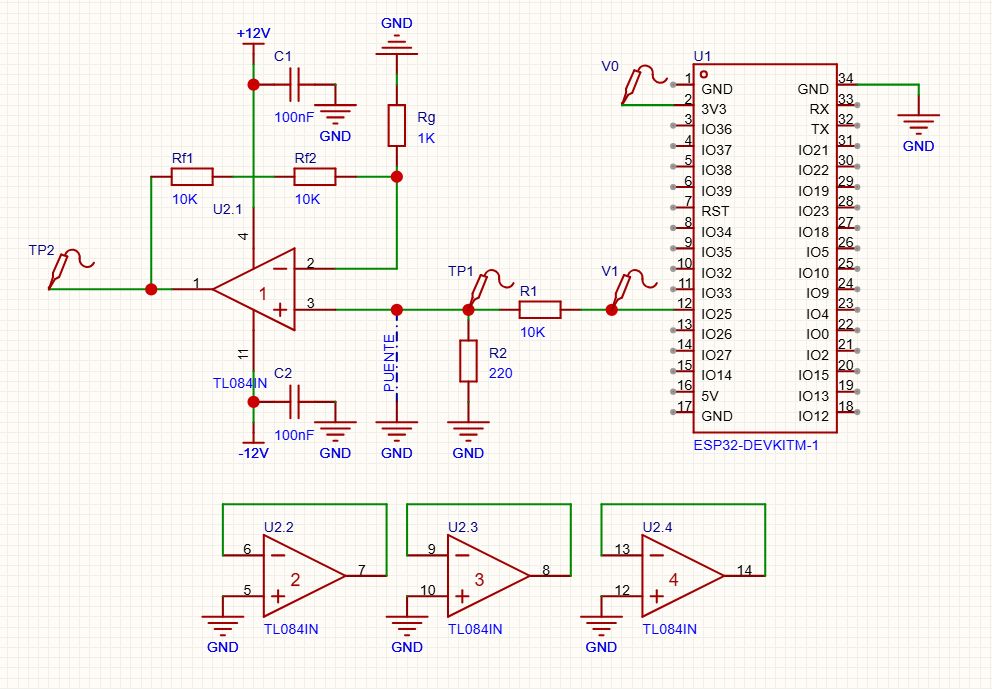 +12V
C1
100nF
GND
GND
Rg
1K
Rf1
10K
Rf2
10K
U2.1
4
1
1
2
3
11
TL084IN
TP2
TP1
R1
10K
V1
V0
R2
220
GND
PUENTE
GND
C2
100nF
GND
-12V
U1
1 GND GND 34
2 3V3 RX 33
3 IO36 TX 32
4 IO37 IO21 31
5 IO38 IO22 30
6 IO39 IO19 29
7 RST IO23 28
8 IO34 IO18 27
9 IO35 IO5 26
10 IO32 IO10 25
11 IO33 IO9 24
12 IO25 IO4 23
13 IO26 IO0 22
14 IO27 IO2 21
15 IO14 IO15 20
16 5V IO13 19
17 GND IO12 18
ESP32-DEVKITM-1
GND
U2.2
6
5
2
7
TL084IN
GND
U2.3
9
10
3
8
TL084IN
GND
U2.4
13
12
4
14
TL084IN
GND